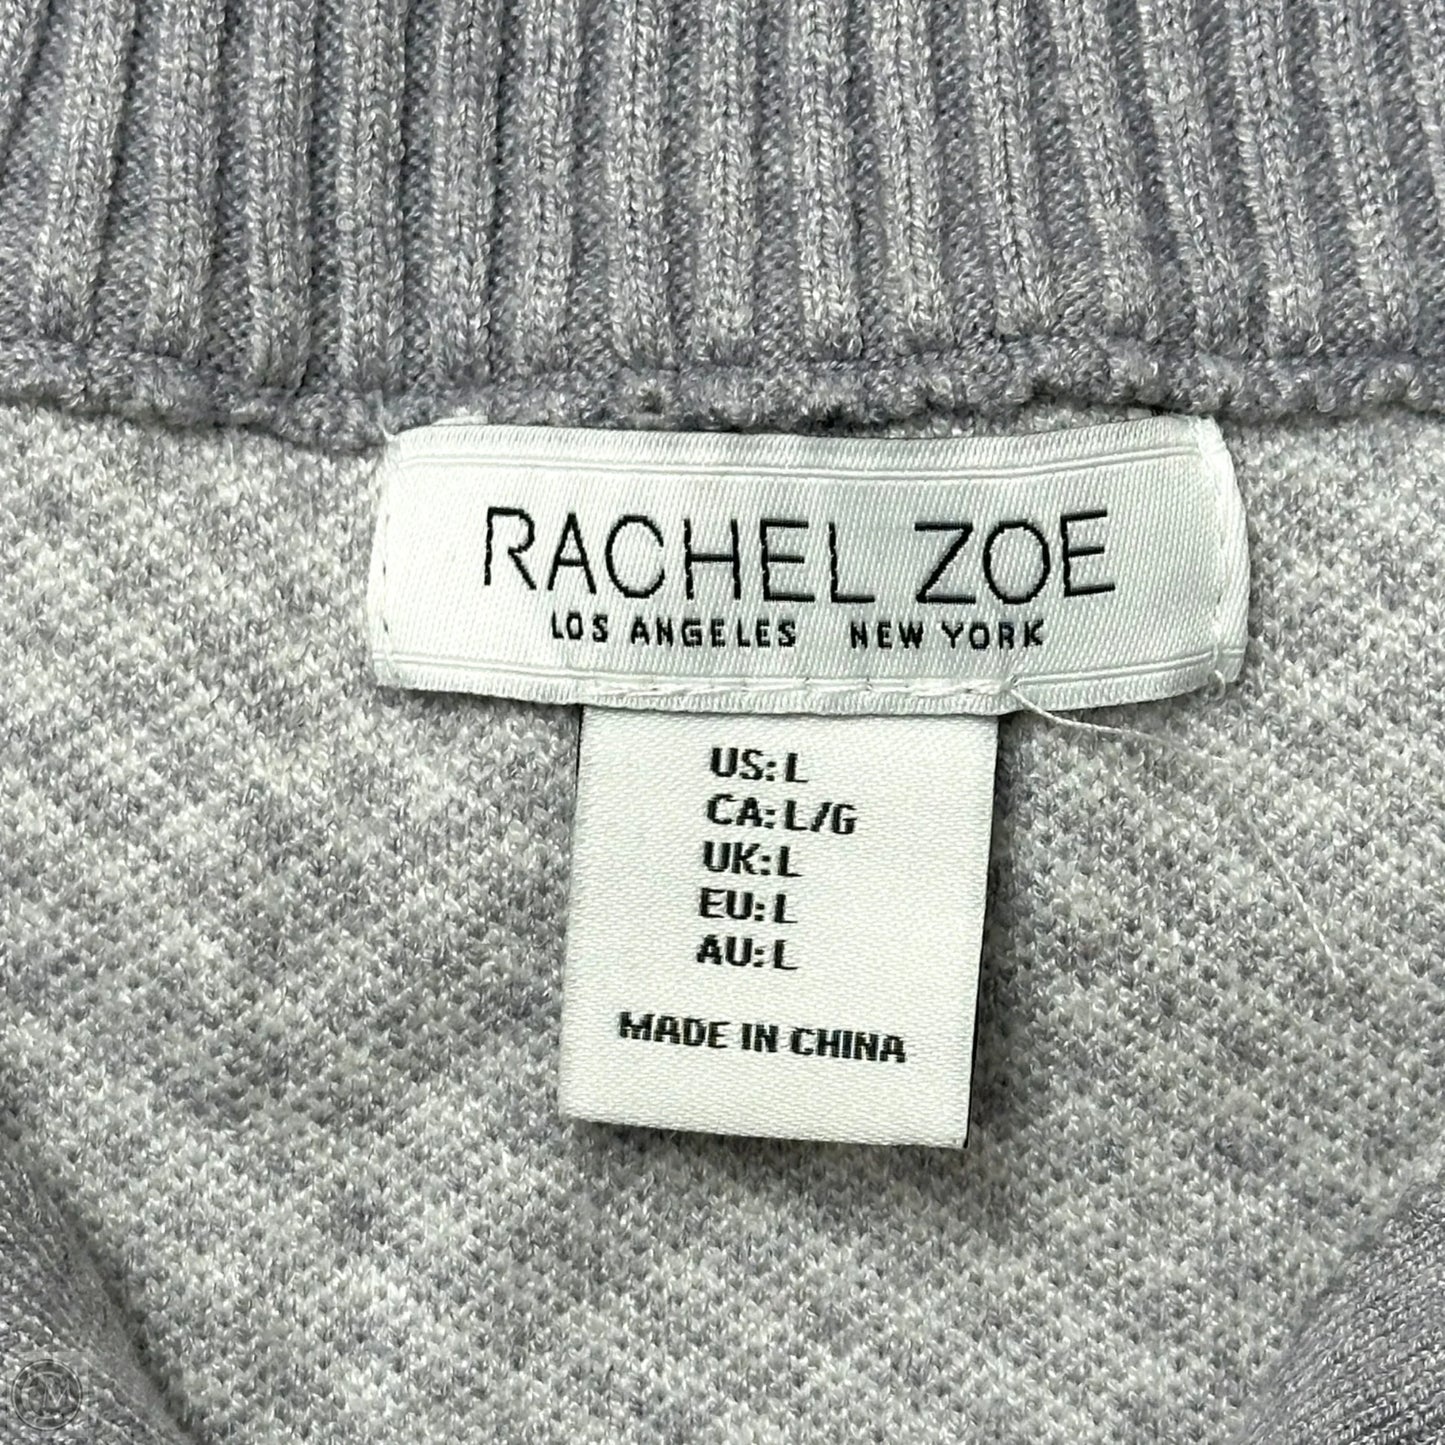 RACHEL ZOE
LOS ANGELES NEW YORK
US: L
CA: L/G
UK: L
EU: L
AU: L
MADE IN CHINA